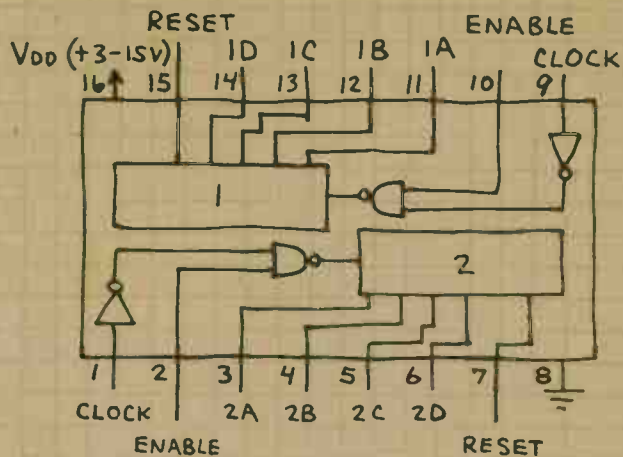 RESET ENABLE
VDD (+3-15V) 1D 1C 1B 1A CLOCK
16 15 14 13 12 11 10 9
1
2
1 2 3 4 5 6 7 8
CLOCK 2A 2B 2C 2D
ENABLE RESET